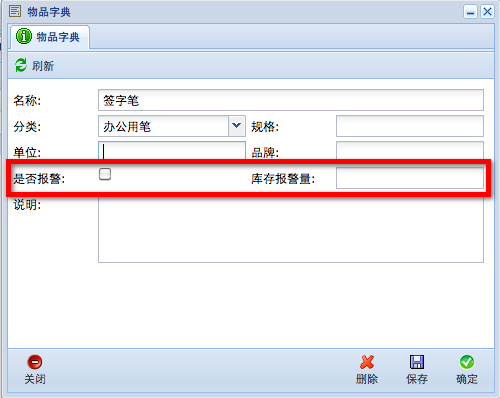 物品字典
物品字典
刷新
名称: 签字笔
分类: 办公用笔 规格:
单位: 品牌:
是否报警: 库存报警量:
说明:
关闭 删除 保存 确定